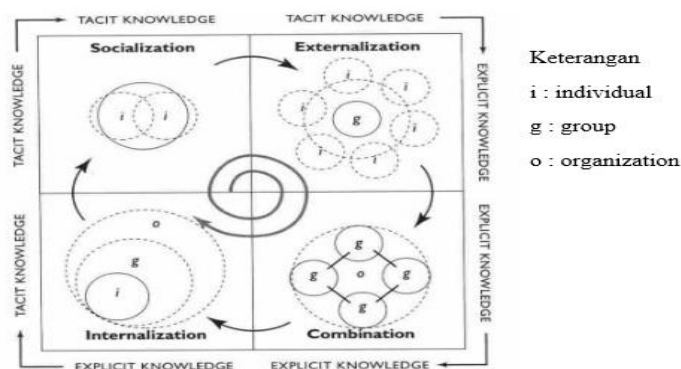 TACIT KNOWLEDGE
TACIT KNOWLEDGE
Socialization
Externalization
TACIT KNOWLEDGE
EXPLICIT KNOWLEDGE
i
i
i
i
i
i
i
i
g
TACIT KNOWLEDGE
EXPLICIT KNOWLEDGE
o
g
i
g
g
o
g
g
Internalization
Combination
EXPLICIT KNOWLEDGE
EXPLICIT KNOWLEDGE
Keterangan
i : individual
g : group
o : organization